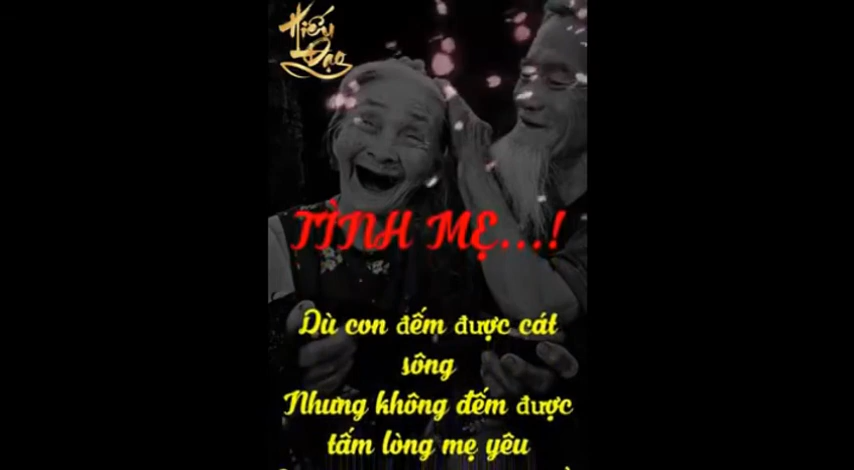 Hiếu
Đạo
TÌNH MẸ...!
Dù con đếm được cát
sông
Nhưng không đếm được
tấm lòng mẹ yêu